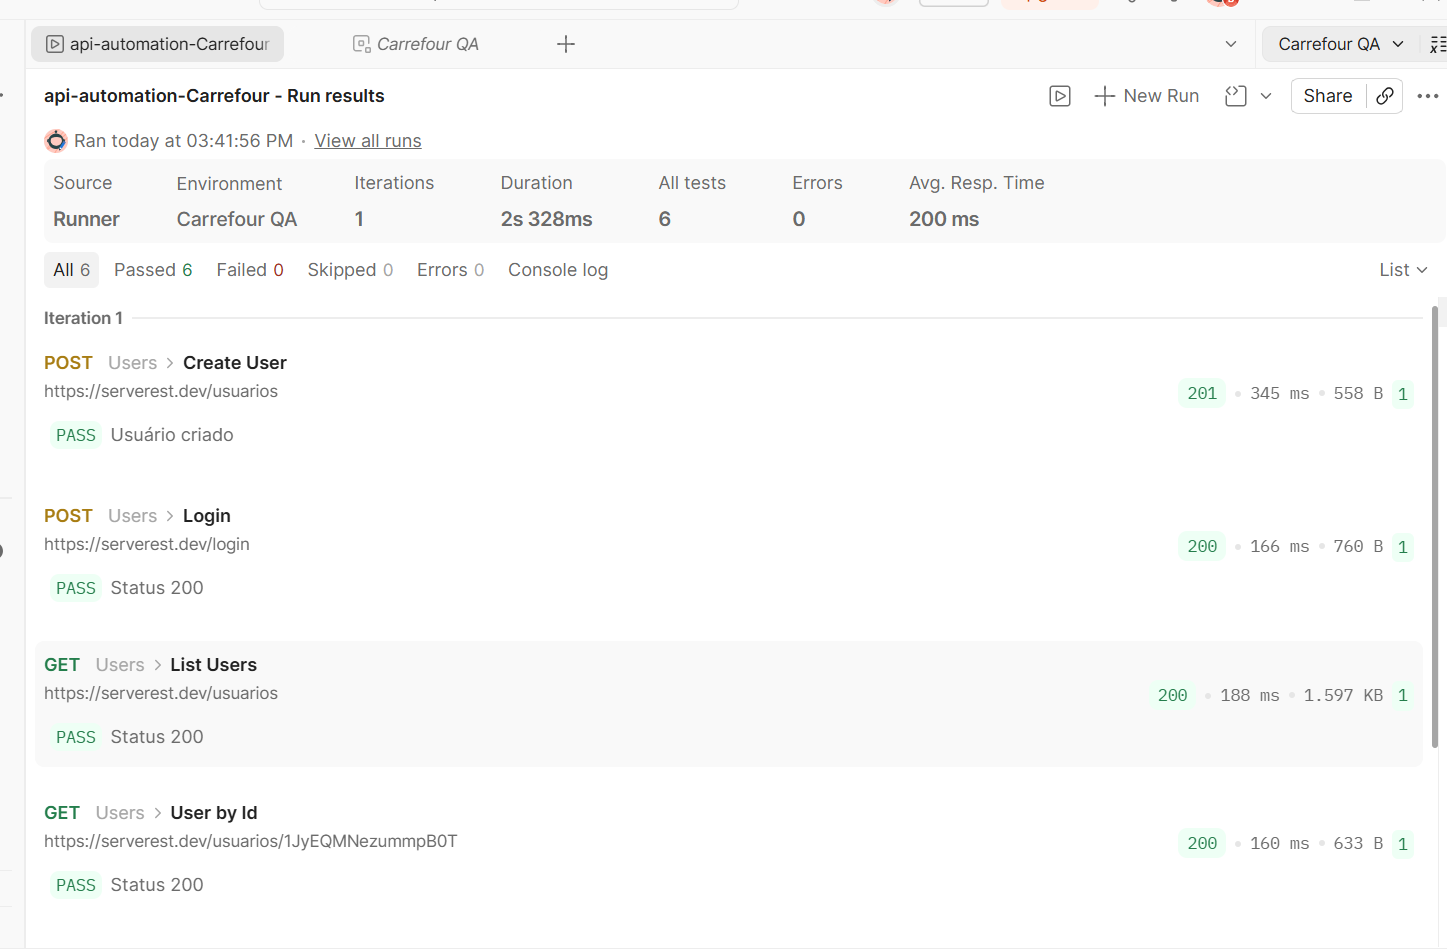 api-automation-Carrefour
Carrefour QA
Carrefour QA
api-automation-Carrefour - Run results
New Run
Share
Ran today at 03:41:56 PM · View all runs
Source Environment Iterations Duration All tests Errors Avg. Resp. Time
Runner Carrefour QA 1 2s 328ms 6 0 200 ms
All 6 Passed 6 Failed 0 Skipped 0 Errors 0 Console log List
Iteration 1
POST Users > Create User
https://serverest.dev/usuarios
201 • 345 ms • 558 B 1
PASS Usuário criado
POST Users > Login
https://serverest.dev/login
200 • 166 ms • 760 B 1
PASS Status 200
GET Users > List Users
https://serverest.dev/usuarios
200 • 188 ms • 1.597 KB 1
PASS Status 200
GET Users > User by Id
https://serverest.dev/usuarios/1JyEQMNezummpB0T
200 • 160 ms • 633 B 1
PASS Status 200